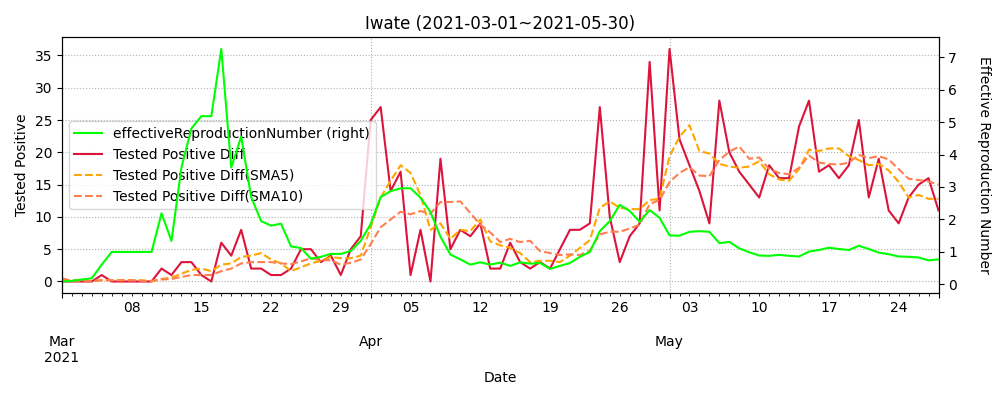 Iwate (2021-03-01~2021-05-30)
Tested Positive
35
30
25
20
15
10
5
0
effectiveReproductionNumber (right)
Tested Positive Diff
Tested Positive Diff(SMA5)
Tested Positive Diff(SMA10)
7
6
5
4
3
2
1
0
Effective Reproduction Number
08 15 22 29 05 12 19 26 03 10 17 24
Mar Apr May
2021
Date